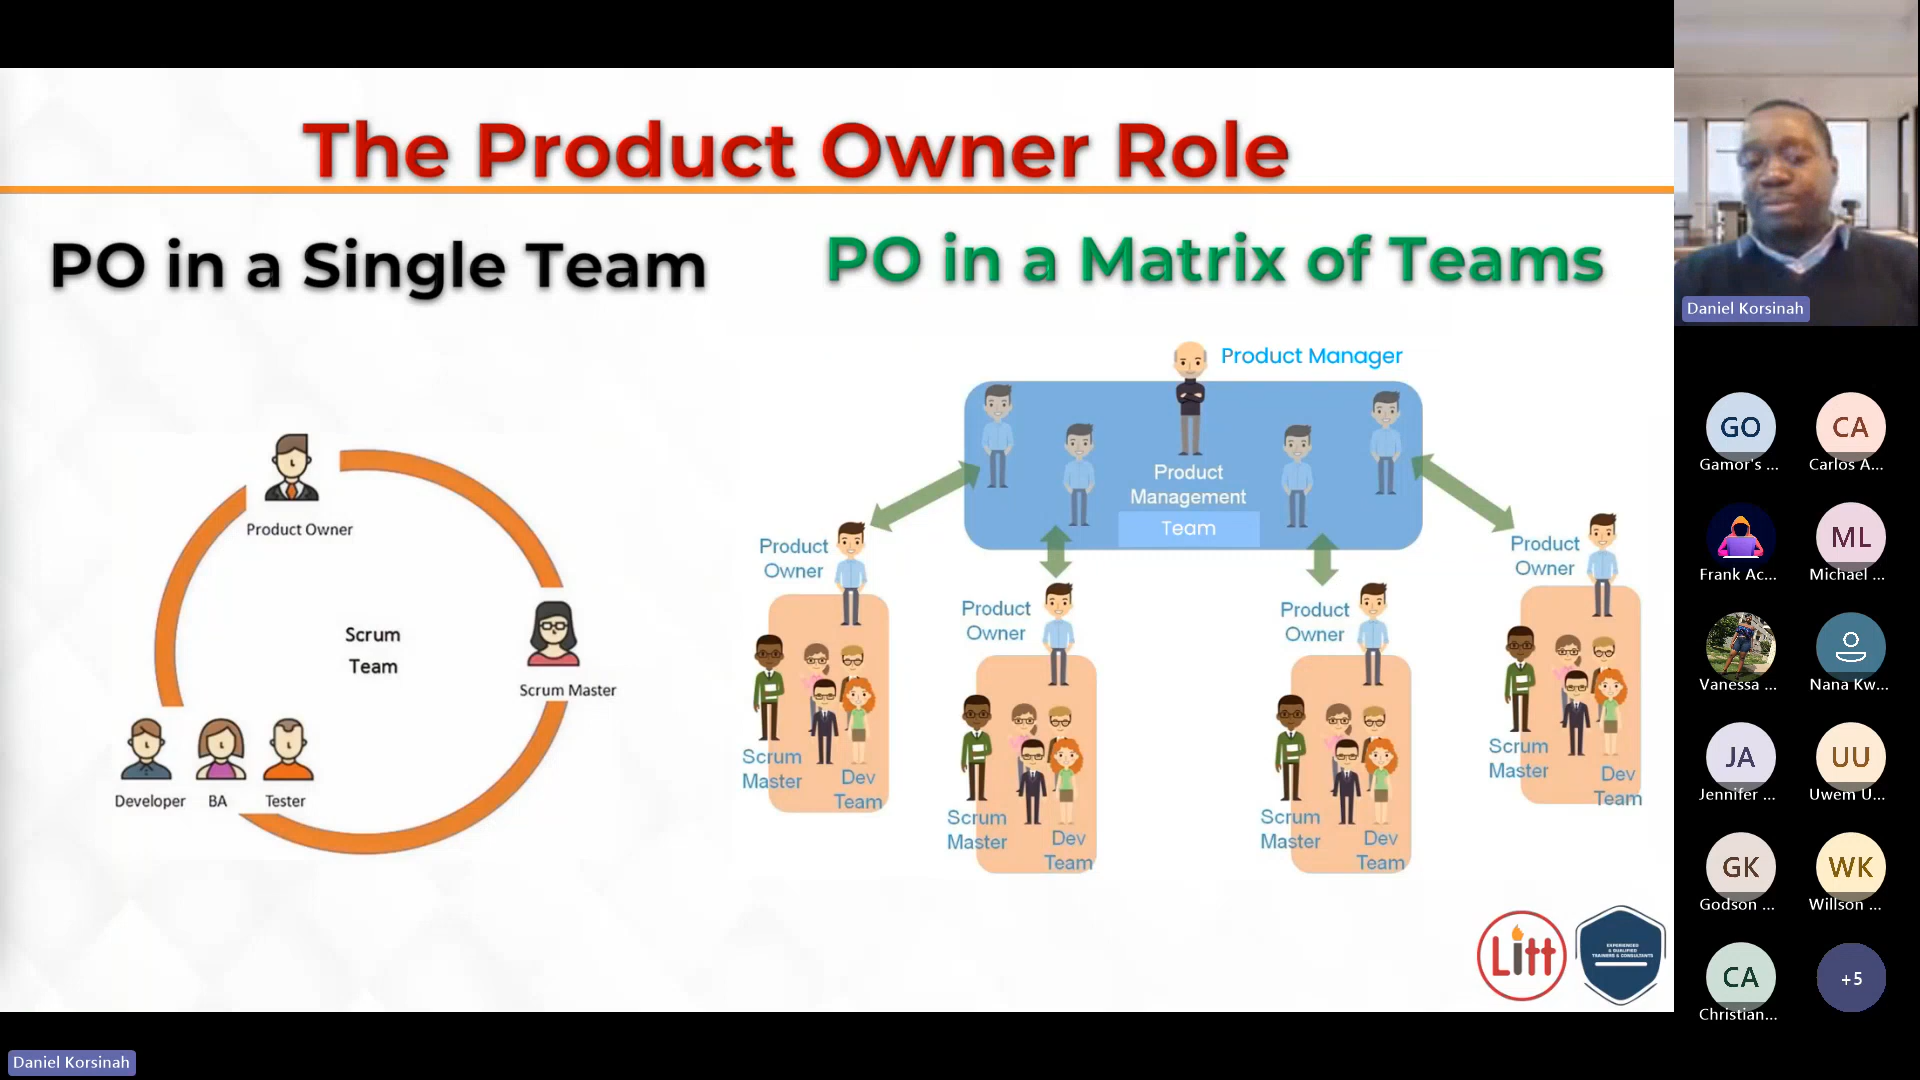 The Product Owner Role
PO in a Single Team
PO in a Matrix of Teams
Product Owner
Scrum
Team
Scrum Master
Developer
BA
Tester
Product Manager
Product
Management
Team
Product
Owner
Scrum
Master
Dev
Team
Product
Owner
Scrum
Master
Dev
Team
Product
Owner
Scrum
Master
Dev
Team
Product
Owner
Scrum
Master
Dev
Team
Litt
EXPERIENCED
& QUALIFIED
TRAINERS & CONSULTANTS
Daniel Korsinah
GO
Gamor's ...
CA
Carlos A...
Frank Ac...
ML
Michael ...
Vanessa ...
Nana Kw...
JA
Jennifer ...
UU
Uwem U...
GK
Godson ...
WK
Willson ...
CA
Christian...
+5
Daniel Korsinah